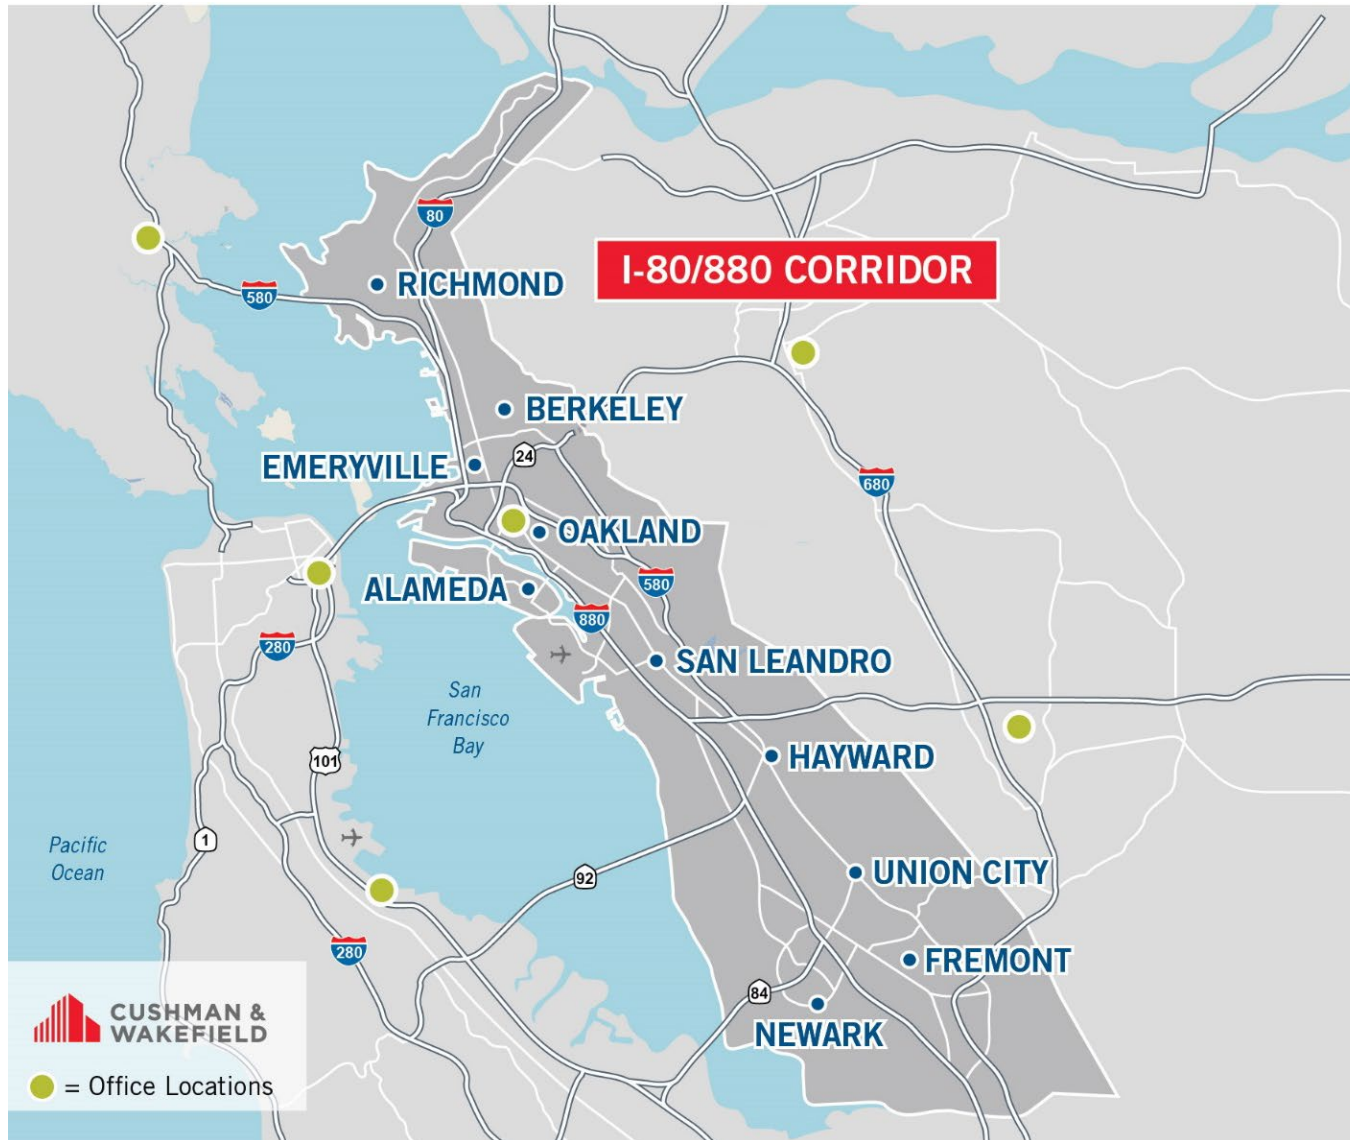 80
I-80/880 CORRIDOR
RICHMOND
580
BERKELEY
24
EMERYVILLE
680
OAKLAND
580
ALAMEDA
880
280
SAN LEANDRO
San
Francisco
Bay
101
HAYWARD
1
Pacific
Ocean
92
UNION CITY
280
FREMONT
84
NEWARK
CUSHMAN &
WAKEFIELD
= Office Locations